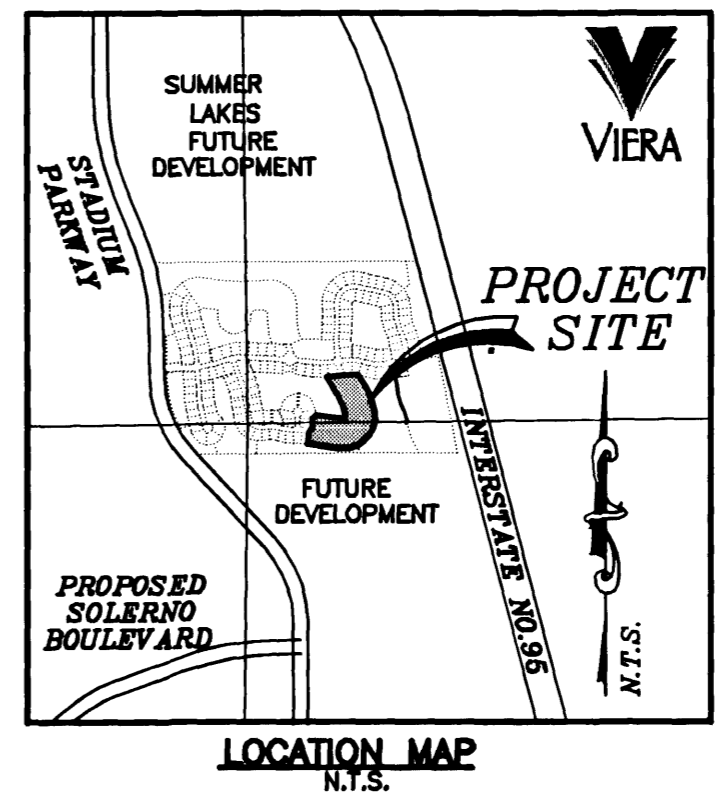 SUMMER
LAKES
FUTURE
DEVELOPMENT
VIERA
STADIUM
PARKWAY
PROJECT
SITE
INTERSTATE NO.95
FUTURE
DEVELOPMENT
PROPOSED
SOLERNO
BOULEVARD
N.T.S.
LOCATION MAP
N.T.S.